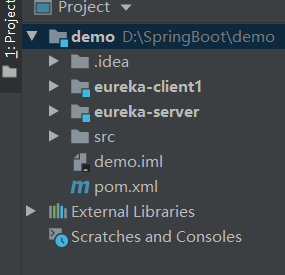 Project
1: Project
demo D:\SpringBoot\demo
.idea
eureka-client1
eureka-server
src
demo.iml
pom.xml
External Libraries
Scratches and Consoles